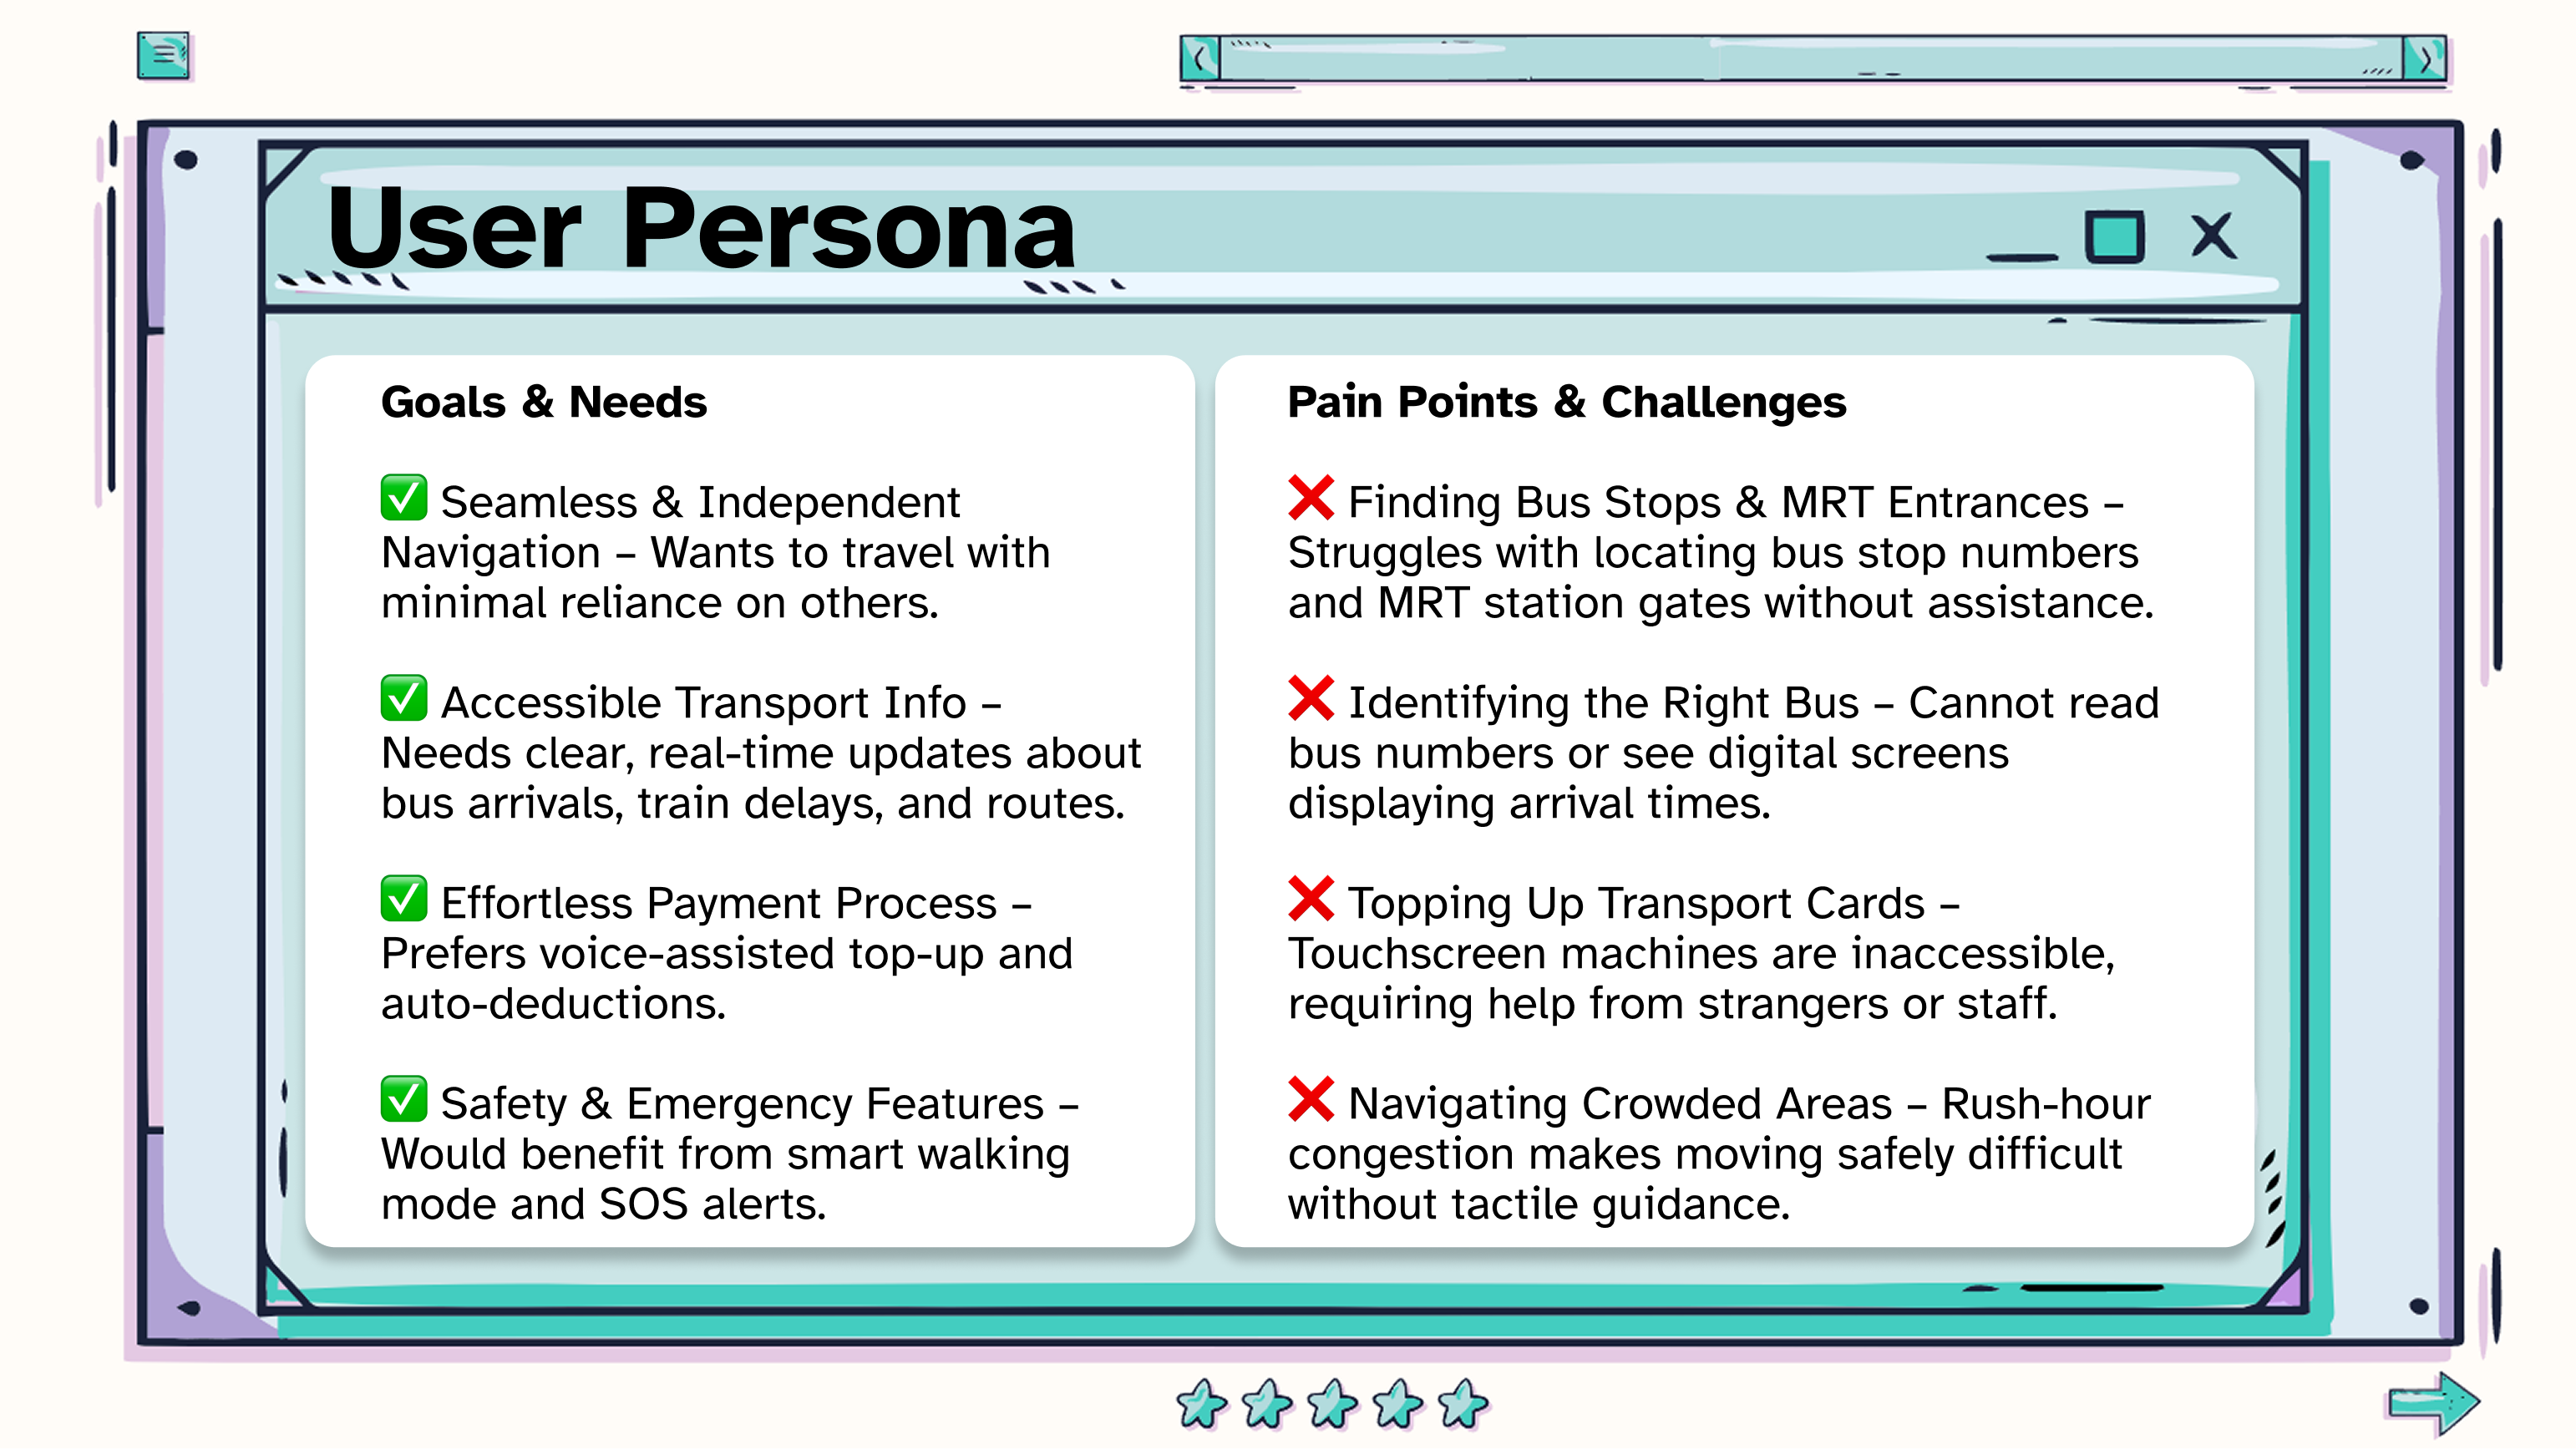 User Persona
Goals & Needs
✅ Seamless & Independent
Navigation – Wants to travel with
minimal reliance on others.
✅ Accessible Transport Info –
Needs clear, real-time updates about
bus arrivals, train delays, and routes.
✅ Effortless Payment Process –
Prefers voice-assisted top-up and
auto-deductions.
✅ Safety & Emergency Features –
Would benefit from smart walking
mode and SOS alerts.
Pain Points & Challenges
❌ Finding Bus Stops & MRT Entrances –
Struggles with locating bus stop numbers
and MRT station gates without assistance.
❌ Identifying the Right Bus – Cannot read
bus numbers or see digital screens
displaying arrival times.
❌ Topping Up Transport Cards –
Touchscreen machines are inaccessible,
requiring help from strangers or staff.
❌ Navigating Crowded Areas – Rush-hour
congestion makes moving safely difficult
without tactile guidance.